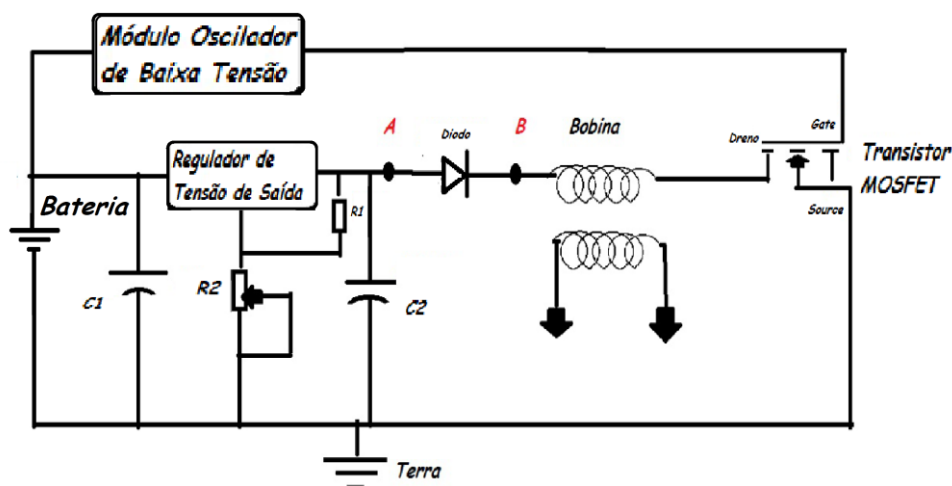 Módulo Oscilador
de Baixa Tensão
A
Diodo
B
Bobina
Dreno
Gate
Transistor
MOSFET
Source
Regulador de
Tensão de Saída
R1
Bateria
C1
R2
C2
Terra